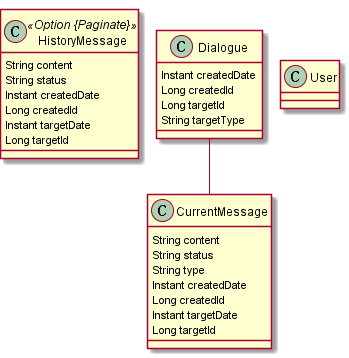 C «Option {Paginate}»
HistoryMessage
String content
String status
Instant createdDate
Long createdId
Instant targetDate
Long targetId
C Dialogue
Instant createdDate
Long createdId
Long targetId
String targetType
C User
C CurrentMessage
String content
String status
String type
Instant createdDate
Long createdId
Instant targetDate
Long targetId